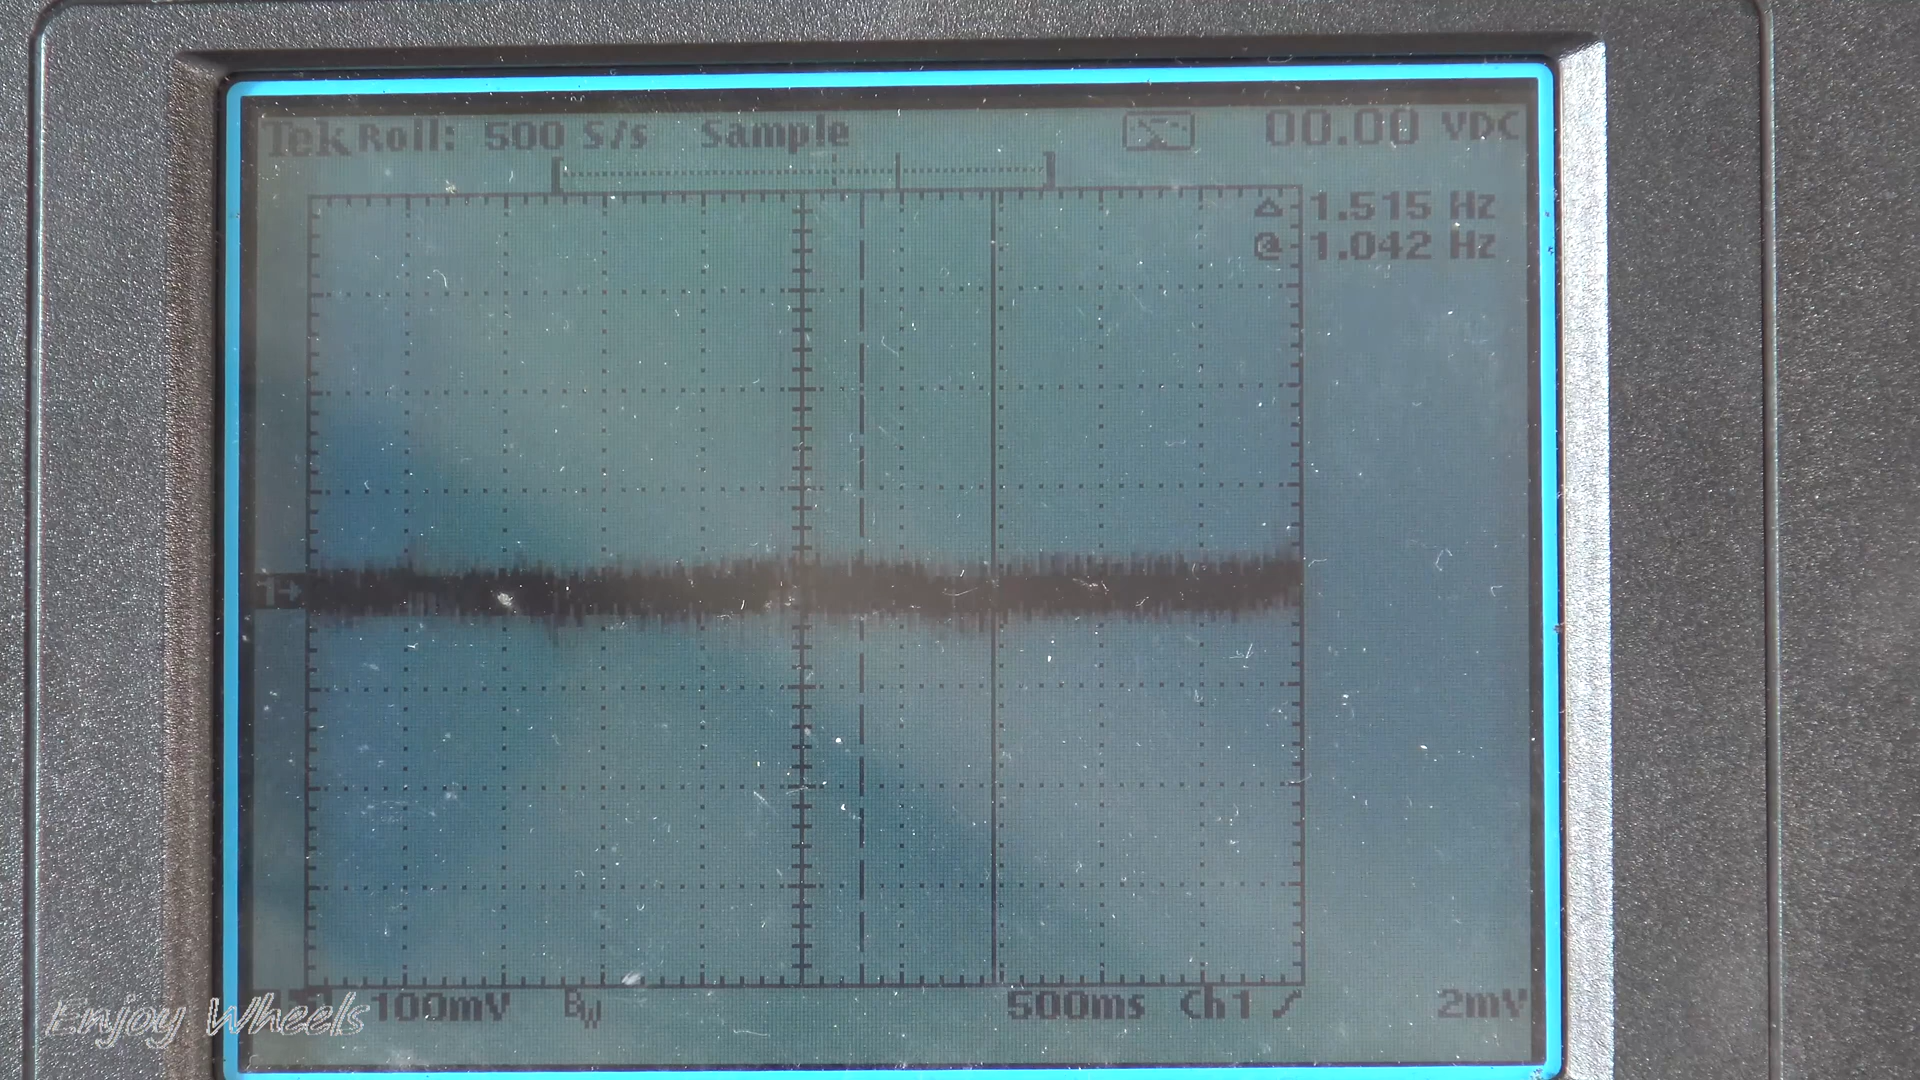 Tek Roll: 500 S/s Sample 00.00 VDC
Δ 1.515 Hz
@ 1.042 Hz
1
100mV BW 500ms Ch1 2mV
Enjoy Wheels